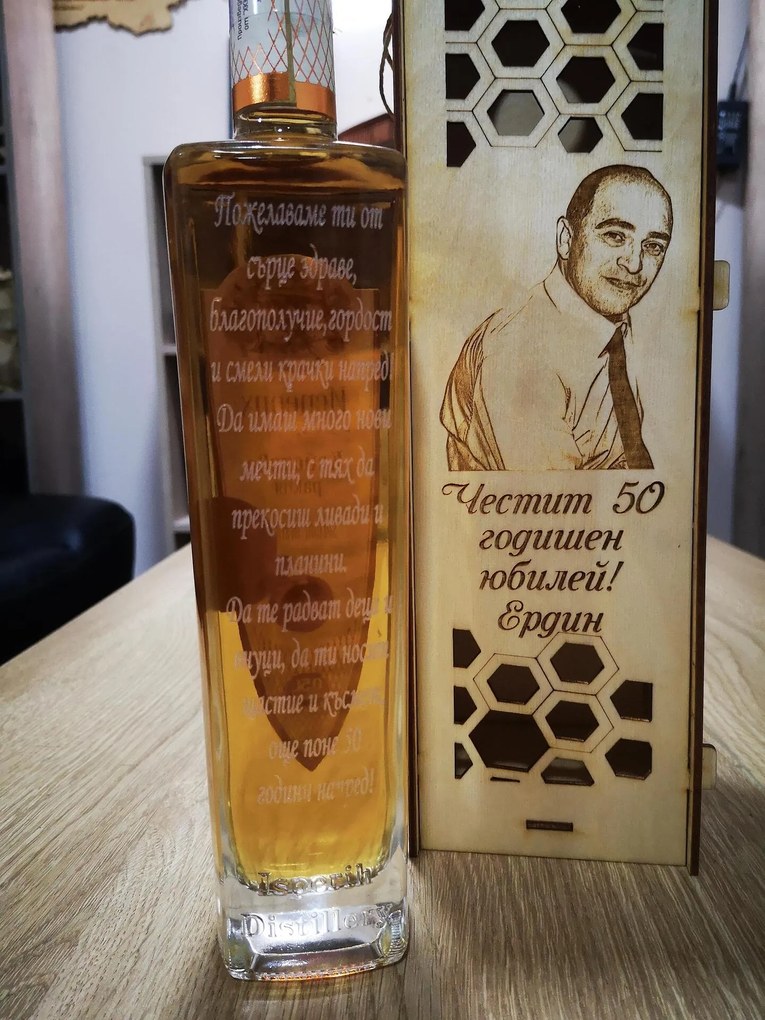 Пожелаваме ти от
сърце здраве,
благополучие,гордост
и смели крачки напред!
Да имаш много нови
мечти, с тях да
прекосиш ливади и
планини.
Да те радват деца и
внуци, да ти носят
щастие и късмет,
още поне 50
години напред!
Isperih
Distillery
Честит 50
годишен
юбилей!
Ердин